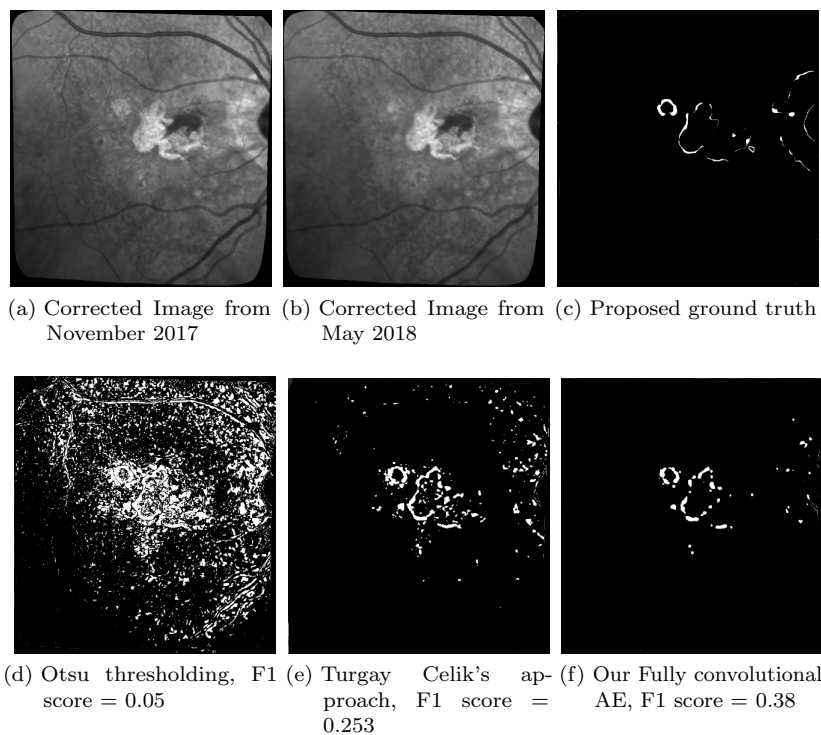 (a) Corrected Image from
November 2017
(b) Corrected Image from
May 2018
(c) Proposed ground truth
(d) Otsu thresholding, F1
score = 0.05
(e) Turgay Celik's ap-
proach, F1 score =
0.253
(f) Our Fully convolutional
AE, F1 score = 0.38